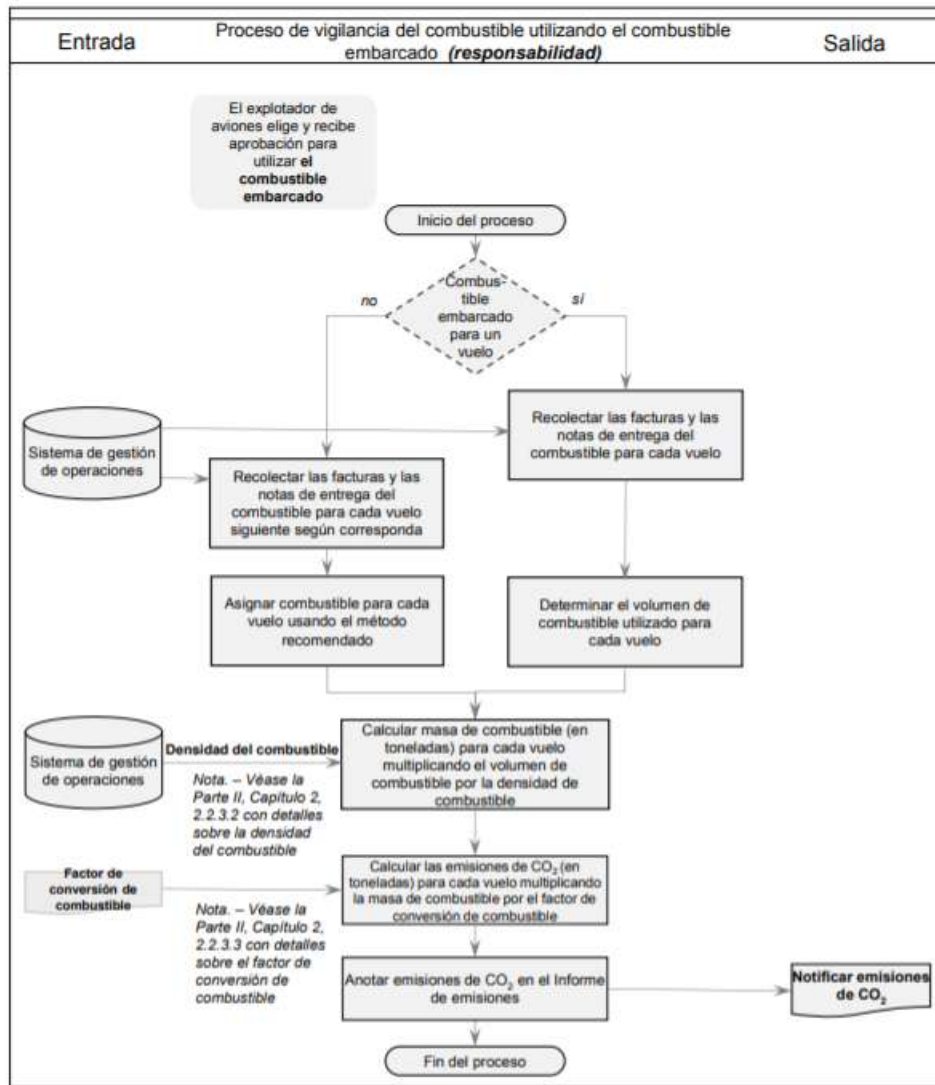 Entrada
Proceso de vigilancia del combustible utilizando el combustible
embarcado (responsabilidad)
Salida
El explotador de
aviones elige y recibe
aprobación para
utilizar el
combustible
embarcado
Inicio del proceso
Combus-
tible
embarcado
para un
vuelo
no
si
Sistema de gestión
de operaciones
Recolectar las facturas y las
notas de entrega del
combustible para cada vuelo
Recolectar las facturas y las
notas de entrega del
combustible para cada vuelo
siguiente según corresponda
Asignar combustible para cada
vuelo usando el método
recomendado
Determinar el volumen de
combustible utilizado para
cada vuelo
Sistema de gestión
de operaciones
Densidad del combustible
Nota. – Véase la
Parte II, Capítulo 2,
2.2.3.2 con detalles
sobre la densidad
del combustible
Calcular masa de combustible (en
toneladas) para cada vuelo
multiplicando el volumen de
combustible por la densidad de
combustible
Factor de
conversión de
combustible
Nota. – Véase la
Parte II, Capítulo 2,
2.2.3.3 con detalles
sobre el factor de
conversión de
combustible
Calcular las emisiones de CO₂ (en
toneladas) para cada vuelo multiplicando
la masa de combustible por el factor de
conversión de combustible
Anotar emisiones de CO₂ en el Informe
de emisiones
Notificar emisiones
de CO₂
Fin del proceso